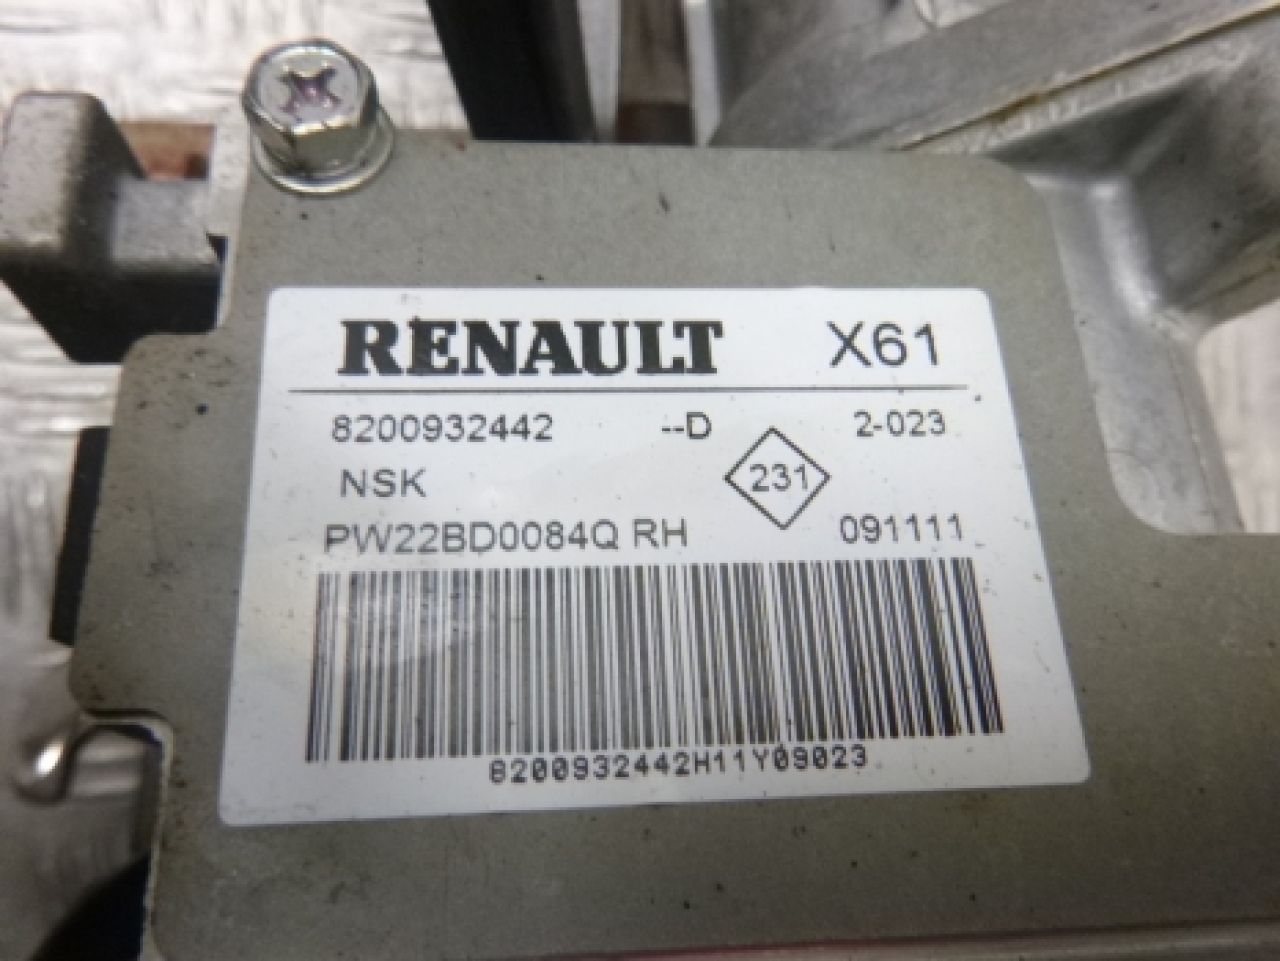 RENAULT X61
8200932442 --D 2-023
NSK 231
PW22BD0084Q RH 091111
8200932442H11Y09023